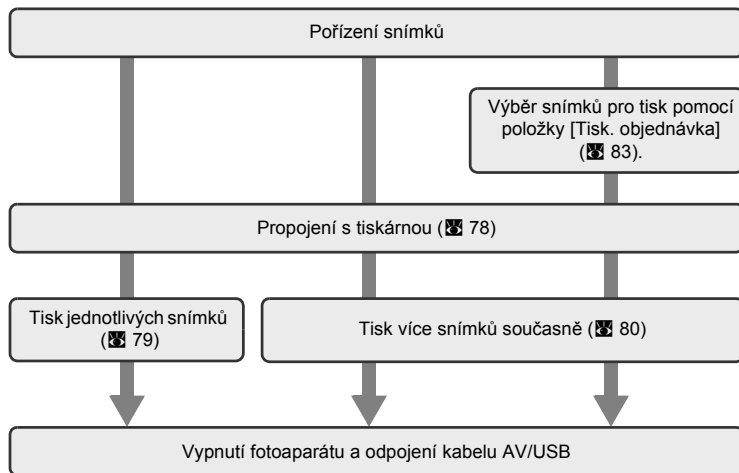 Pořízení snímků
Výběr snímků pro tisk pomocí
položky [Tisk. objednávka]
( 83).
Propojení s tiskárnou ( 78)
Tisk jednotlivých snímků
( 79)
Tisk více snímků současně ( 80)
Vypnutí fotoaparátu a odpojení kabelu AV/USB